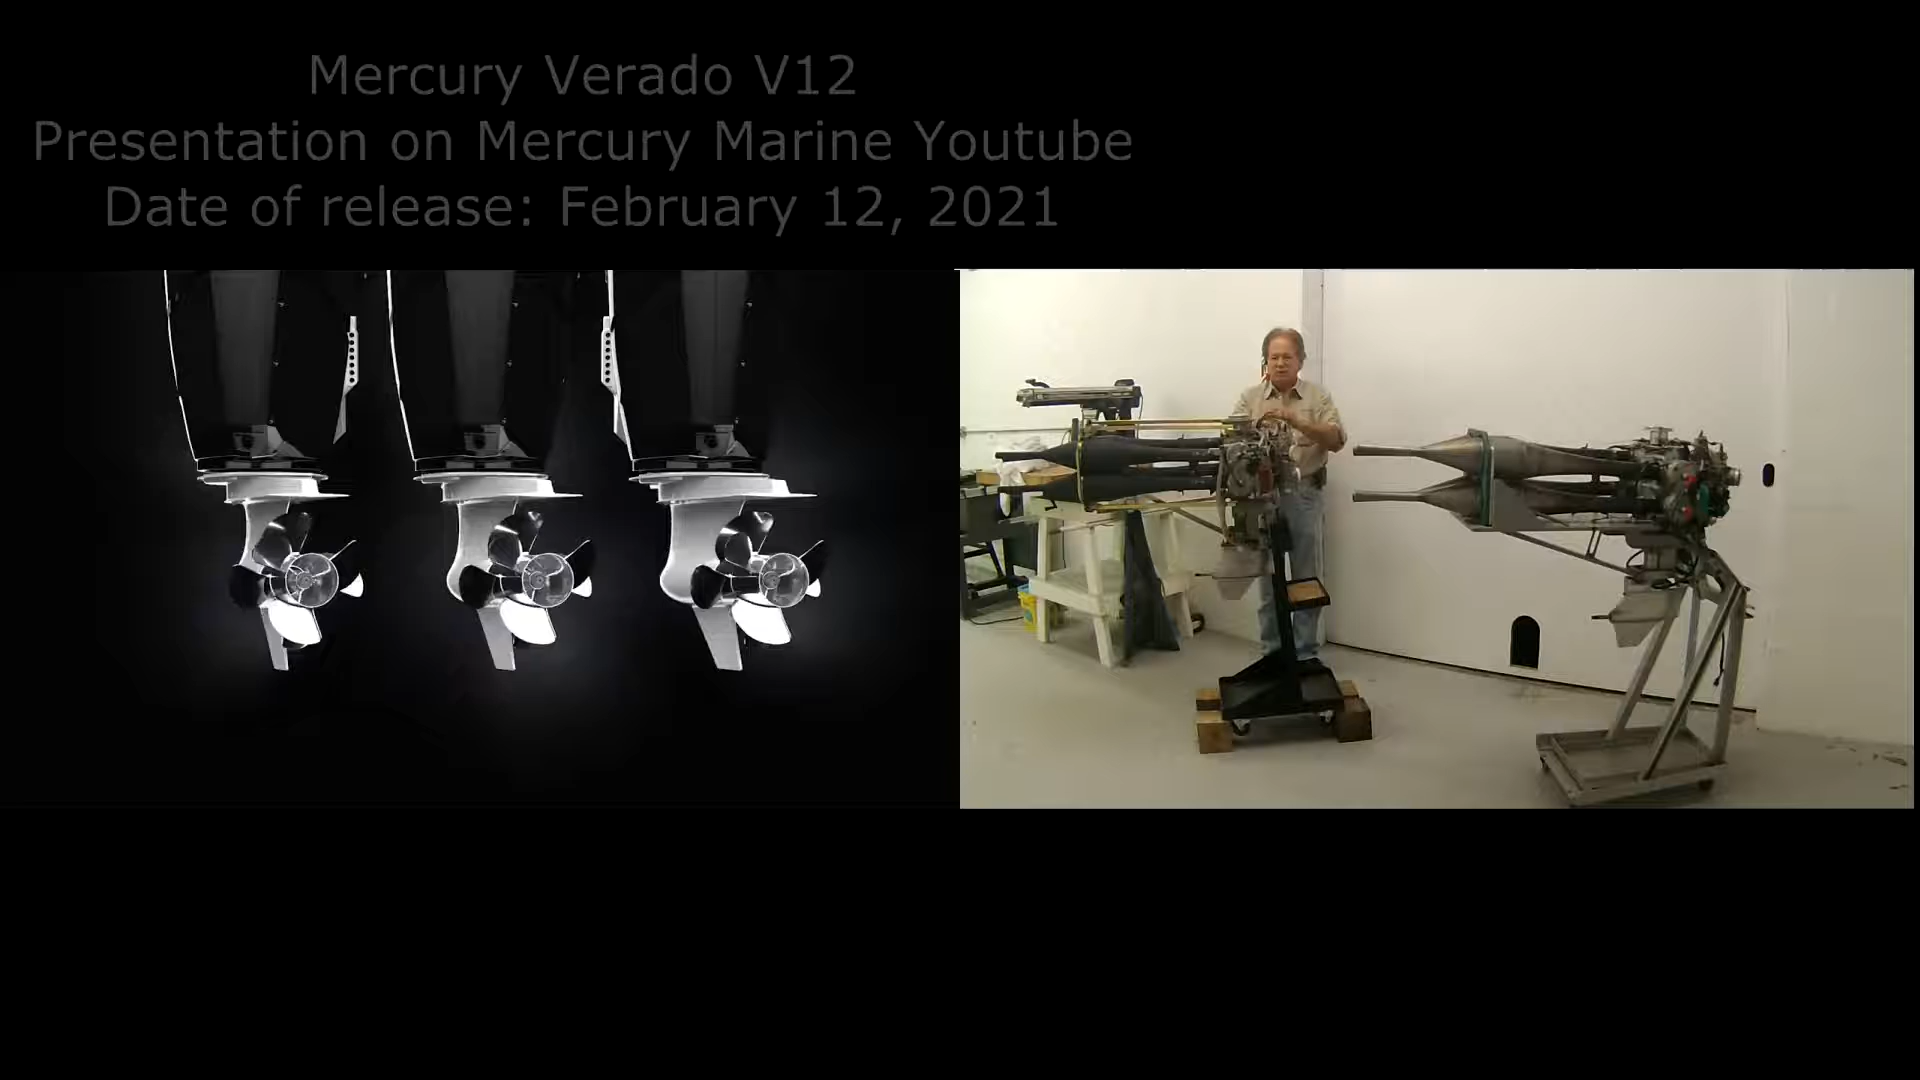 Mercury Verado V12
Presentation on Mercury Marine Youtube
Date of release: February 12, 2021